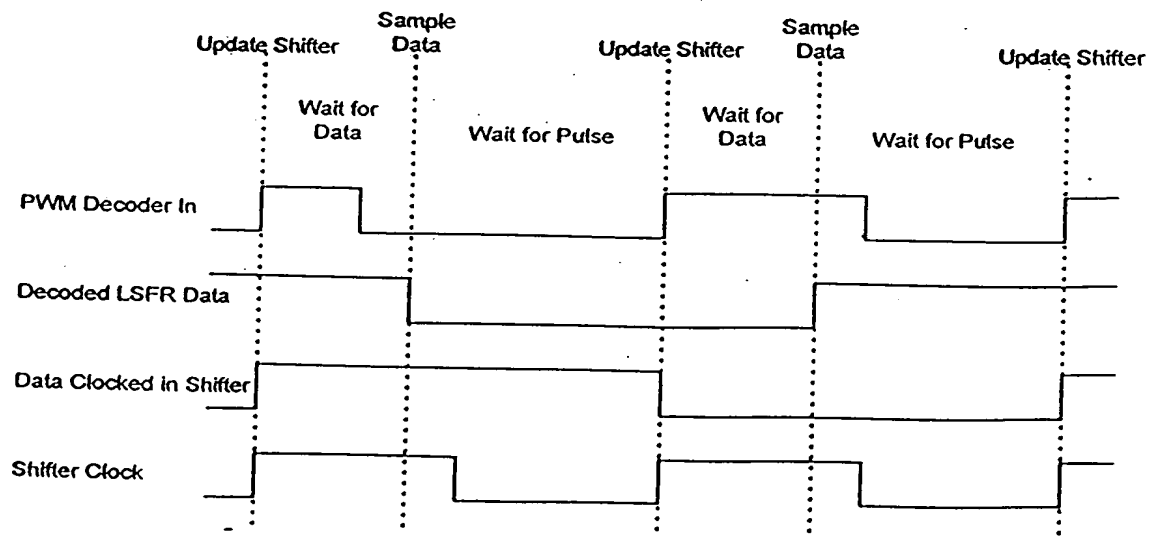 Sample
Data
Update Shifter
Update Shifter
Sample
Data
Update Shifter
Wait for
Data
Wait for Pulse
Wait for
Data
Wait for Pulse
PWM Decoder In
Decoded LSFR Data
Data Clocked in Shifter
Shifter Clock